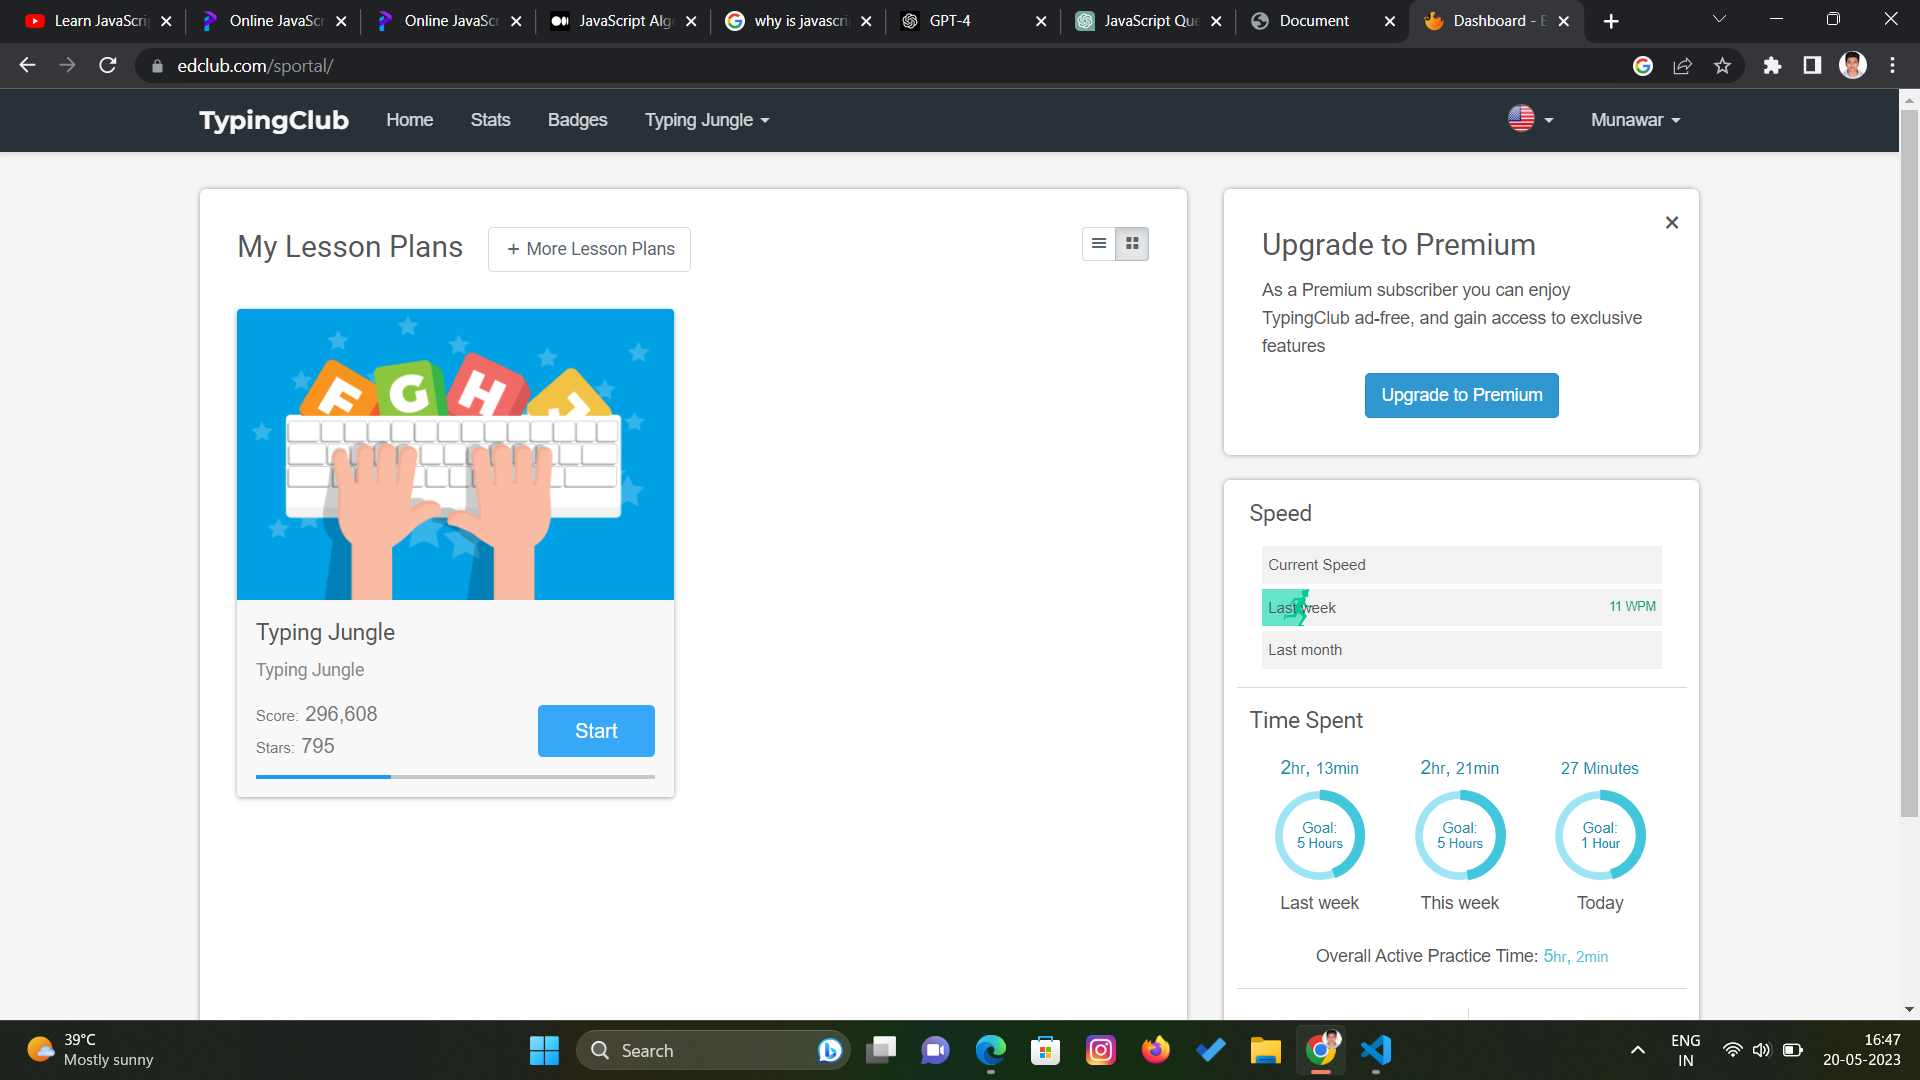 Learn JavaScrip
Online JavaScr
Online JavaScr
JavaScript Algo
why is javascrip
GPT-4
JavaScript Que
Document
Dashboard - E
edclub.com/sportal/
TypingClub
Home
Stats
Badges
Typing Jungle
Munawar
My Lesson Plans
+ More Lesson Plans
F
G
H
J
Typing Jungle
Typing Jungle
Score: 296,608
Stars: 795
Start
Upgrade to Premium
As a Premium subscriber you can enjoy
TypingClub ad-free, and gain access to exclusive
features
Upgrade to Premium
Speed
Current Speed
Last week
11 WPM
Last month
Time Spent
2hr, 13min
2hr, 21min
27 Minutes
Goal:
5 Hours
Goal:
5 Hours
Goal:
1 Hour
Last week
This week
Today
Overall Active Practice Time: 5hr, 2min
39°C
Mostly sunny
Search
ENG
IN
16:47
20-05-2023